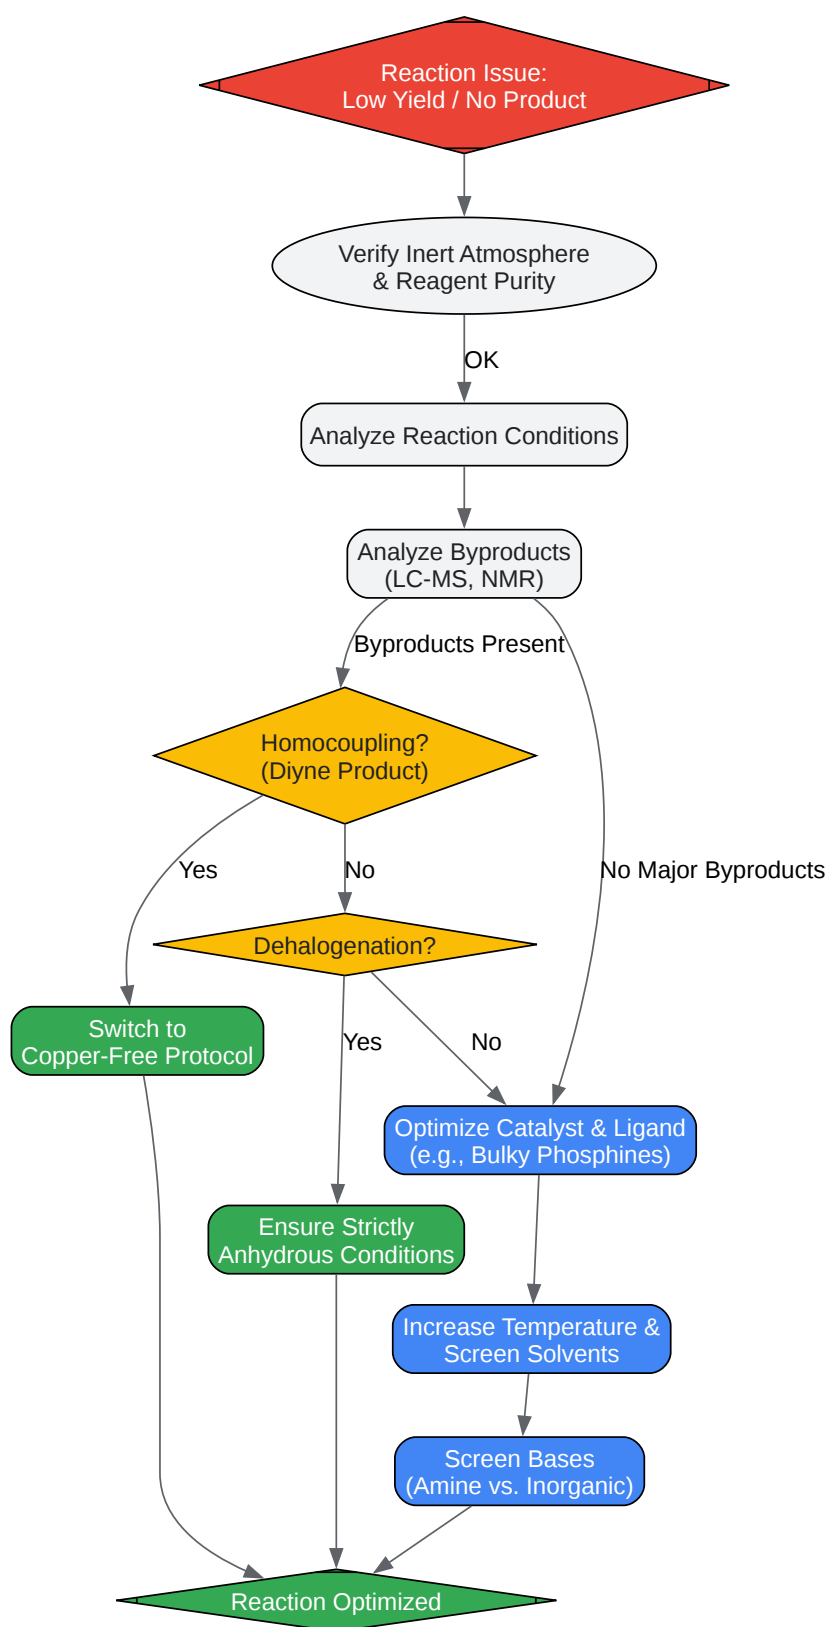 Reaction Issue:
Low Yield / No Product
Verify Inert Atmosphere
& Reagent Purity
OK
Analyze Reaction Conditions
Analyze Byproducts
(LC-MS, NMR)
Byproducts Present
Homocoupling?
(Diyne Product)
Yes
No
No Major Byproducts
Dehalogenation?
Switch to
Copper-Free Protocol
Yes
No
Optimize Catalyst & Ligand
(e.g., Bulky Phosphines)
Ensure Strictly
Anhydrous Conditions
Increase Temperature &
Screen Solvents
Screen Bases
(Amine vs. Inorganic)
Reaction Optimized